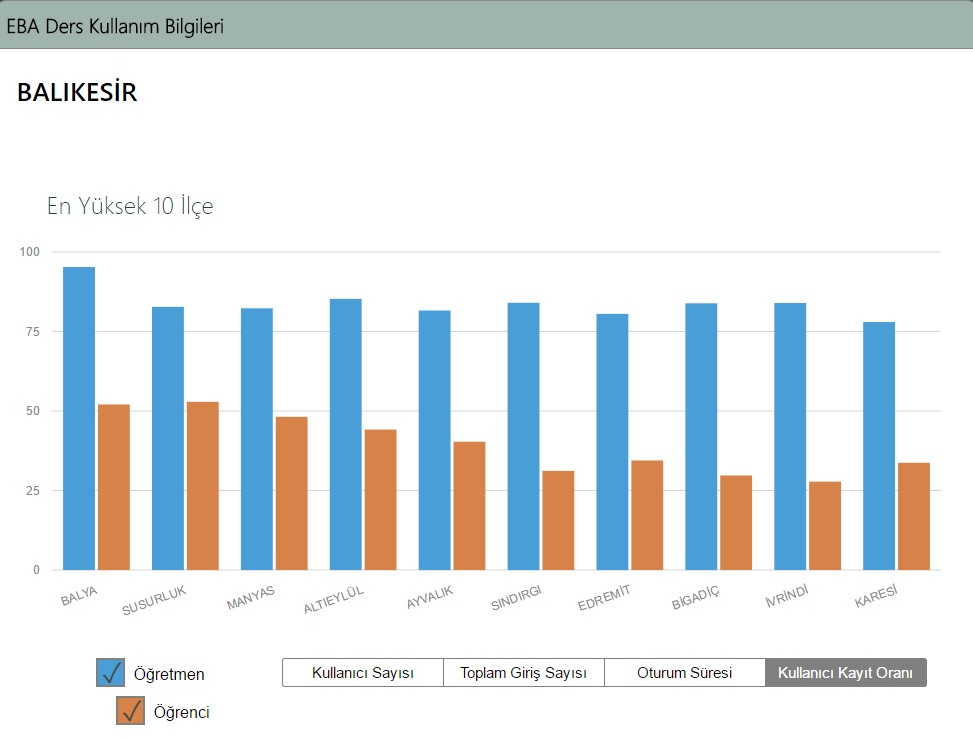 EBA Ders Kullanım Bilgileri
BALIKESİR
En Yüksek 10 İlçe
100
75
50
25
0
BALYA SUSURLUK MANYAS ALTIEYLÜL AYVALIK SINDIRGI EDREMİT BİGADİÇ İVRİNDİ KARESİ
Öğretmen Kullanıcı Sayısı Toplam Giriş Sayısı Oturum Süresi Kullanıcı Kayıt Oranı
Öğrenci